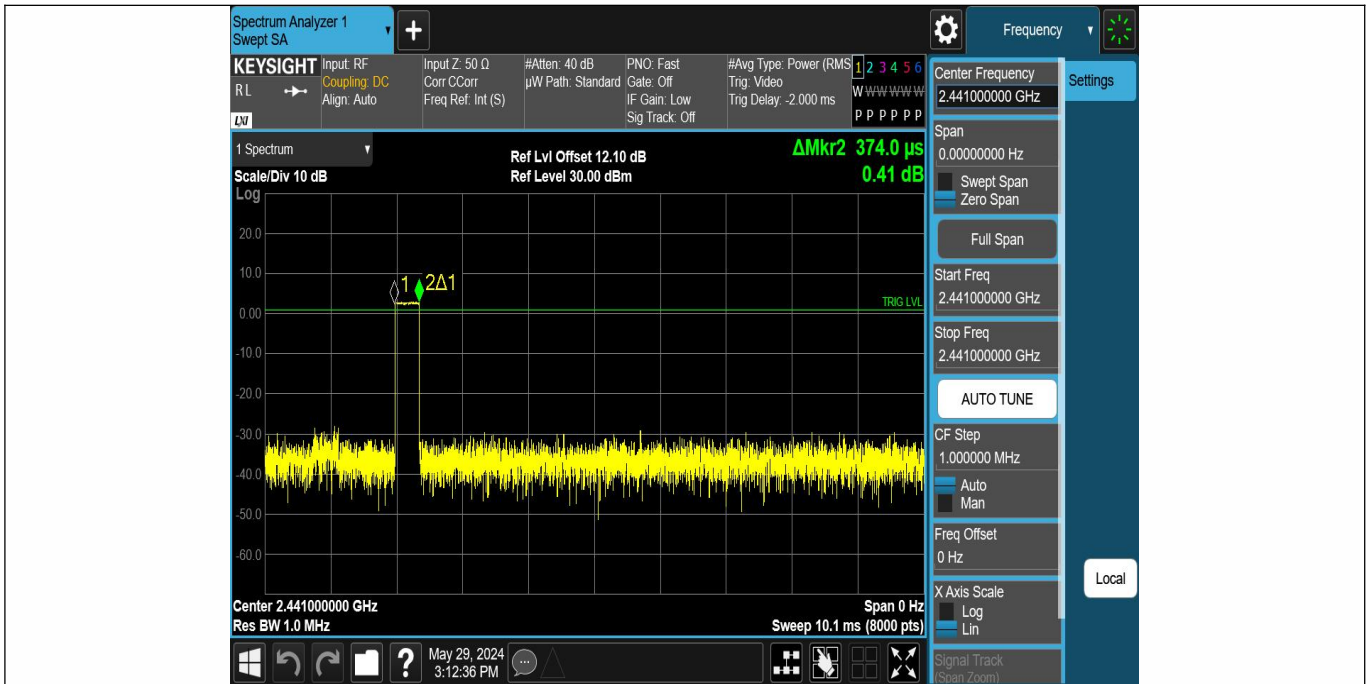 Spectrum Analyzer 1
Swept SA
+
Frequency
KEYSIGHT
RL
LXI
Input: RF
Coupling: DC
Align: Auto
Input Z: 50 Ω
Corr CCorr
Freq Ref: Int (S)
#Atten: 40 dB
µW Path: Standard
PNO: Fast
Gate: Off
IF Gain: Low
Sig Track: Off
#Avg Type: Power (RMS
Trig: Video
Trig Delay: -2.000 ms
1 2 3 4 5 6
W W W W W W
P P P P P P
1 Spectrum
Scale/Div 10 dB
Log
Ref Lvl Offset 12.10 dB
Ref Level 30.00 dBm
ΔMkr2 374.0 µs
0.41 dB
20.0
10.0
0.00
-10.0
-20.0
-30.0
-40.0
-50.0
-60.0
1
2Δ1
TRIG LVL
Center 2.441000000 GHz
Res BW 1.0 MHz
Span 0 Hz
Sweep 10.1 ms (8000 pts)
?
May 29, 2024
3:12:36 PM
Center Frequency
2.441000000 GHz
Settings
Span
0.00000000 Hz
Swept Span
Zero Span
Full Span
Start Freq
2.441000000 GHz
Stop Freq
2.441000000 GHz
AUTO TUNE
CF Step
1.000000 MHz
Auto
Man
Freq Offset
0 Hz
X Axis Scale
Log
Lin
Signal Track
(Span Zoom)
Local